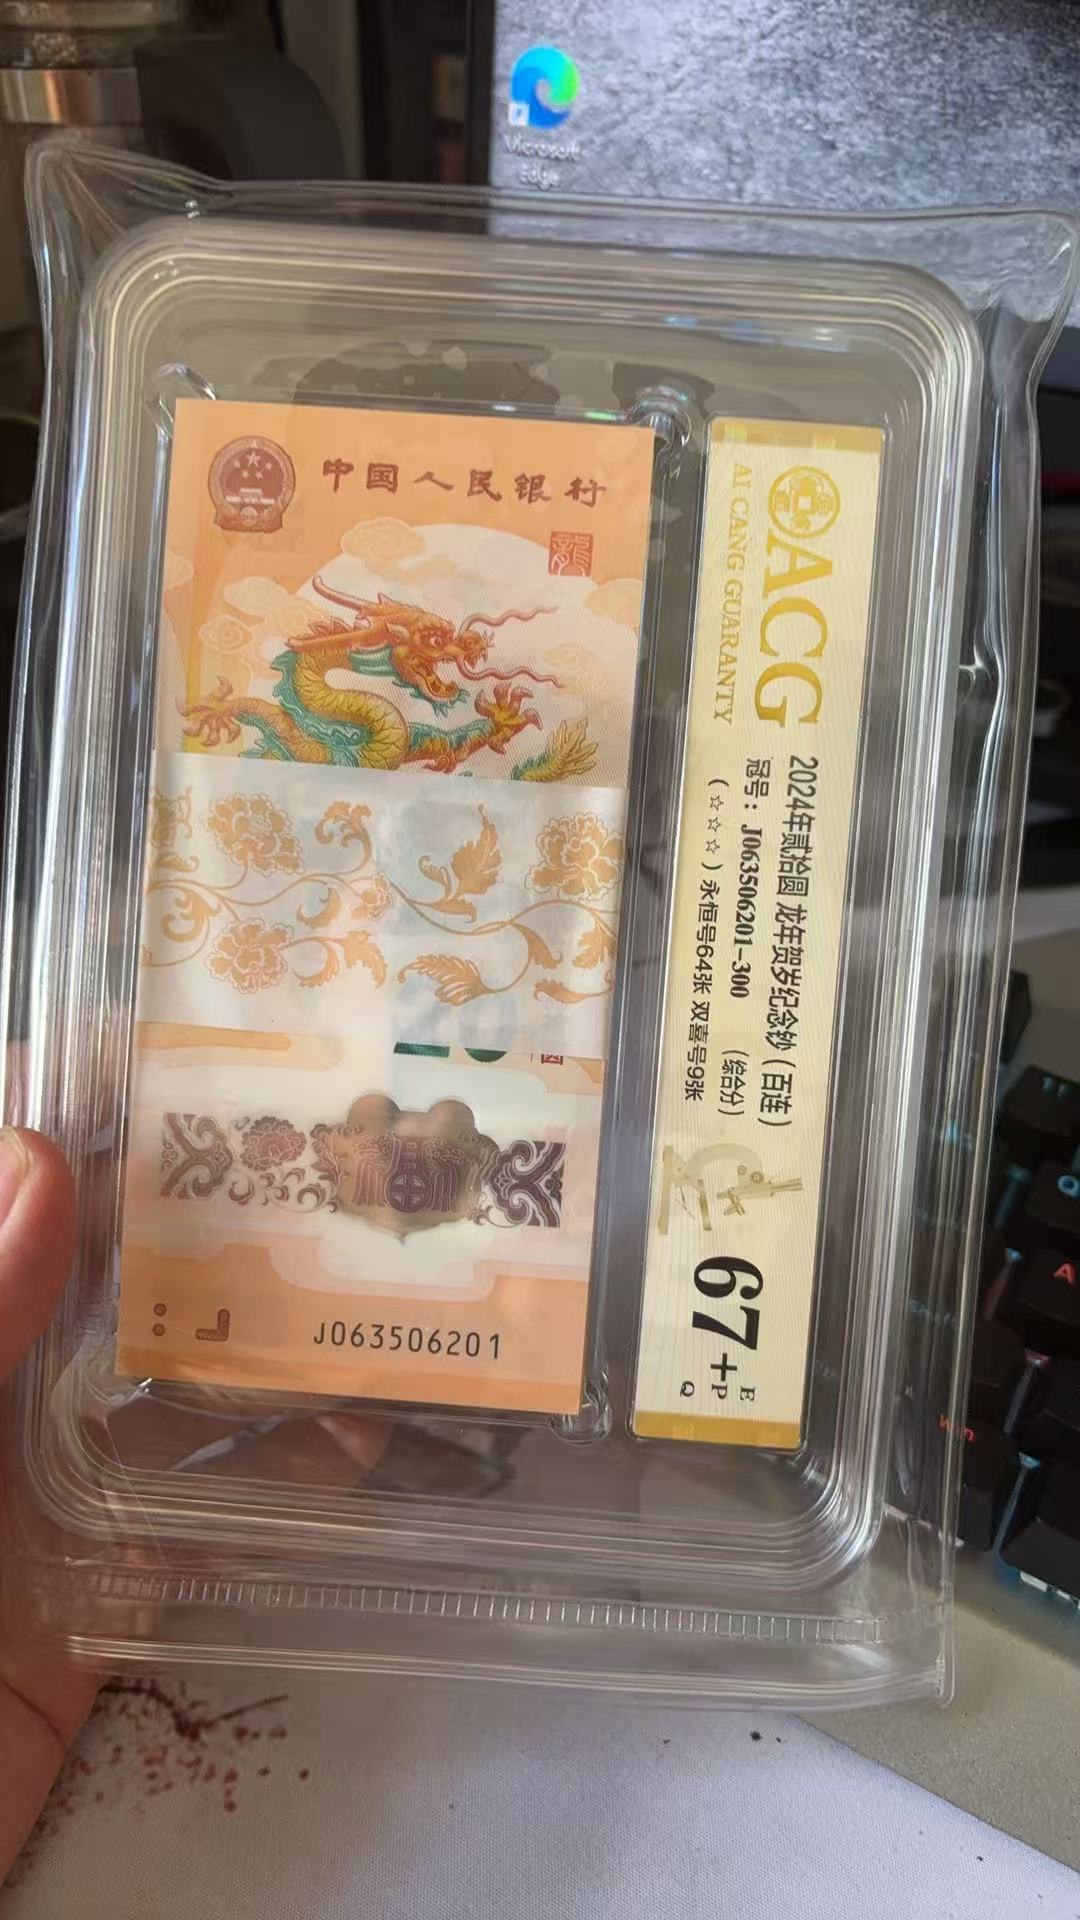 Microsoft
Edge
中国人民银行
龍
J063506201
ACG
AI CANG GUARANTY
2024年贰拾圆 龙年贺岁纪念钞（百连）
冠号：J063506201-300 （综合分）
（☆☆☆）永恒号64张 双喜号9张
67+
E
P
Q